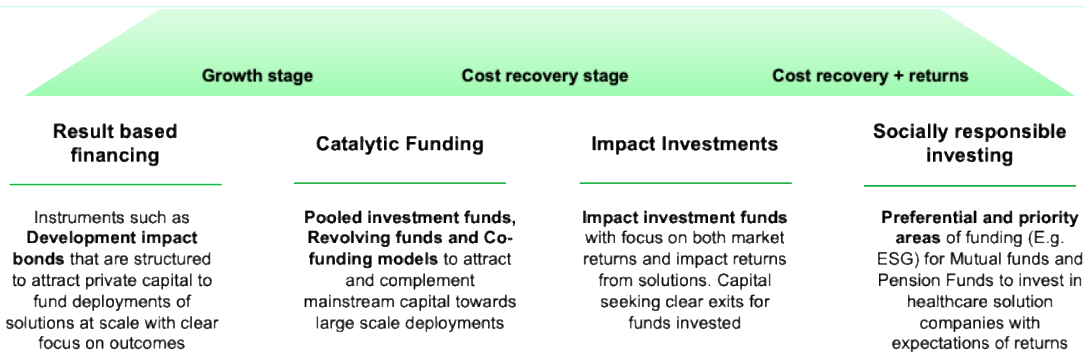 Growth stage
Cost recovery stage
Cost recovery + returns
Result based
financing
Catalytic Funding
Impact Investments
Socially responsible
investing
Instruments such as
Development impact
bonds that are structured
to attract private capital to
fund deployments of
solutions at scale with clear
focus on outcomes
Pooled investment funds,
Revolving funds and Co-
funding models to attract
and complement
mainstream capital towards
large scale deployments
Impact investment funds
with focus on both market
returns and impact returns
from solutions. Capital
seeking clear exits for
funds invested
Preferential and priority
areas of funding (E.g.
ESG) for Mutual funds and
Pension Funds to invest in
healthcare solution
companies with
expectations of returns